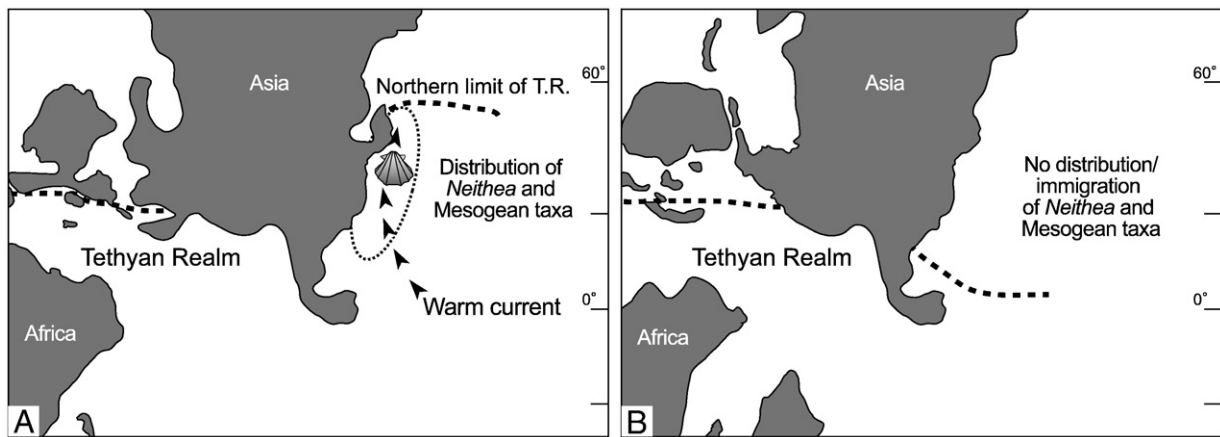 Asia
60°
Northern limit of T.R.
Distribution of
Neithea and
Mesogean taxa
Tethyan Realm
Warm current
0°
Africa
A
Asia
60°
No distribution/
immigration
of Neithea and
Mesogean taxa
Tethyan Realm
0°
Africa
B